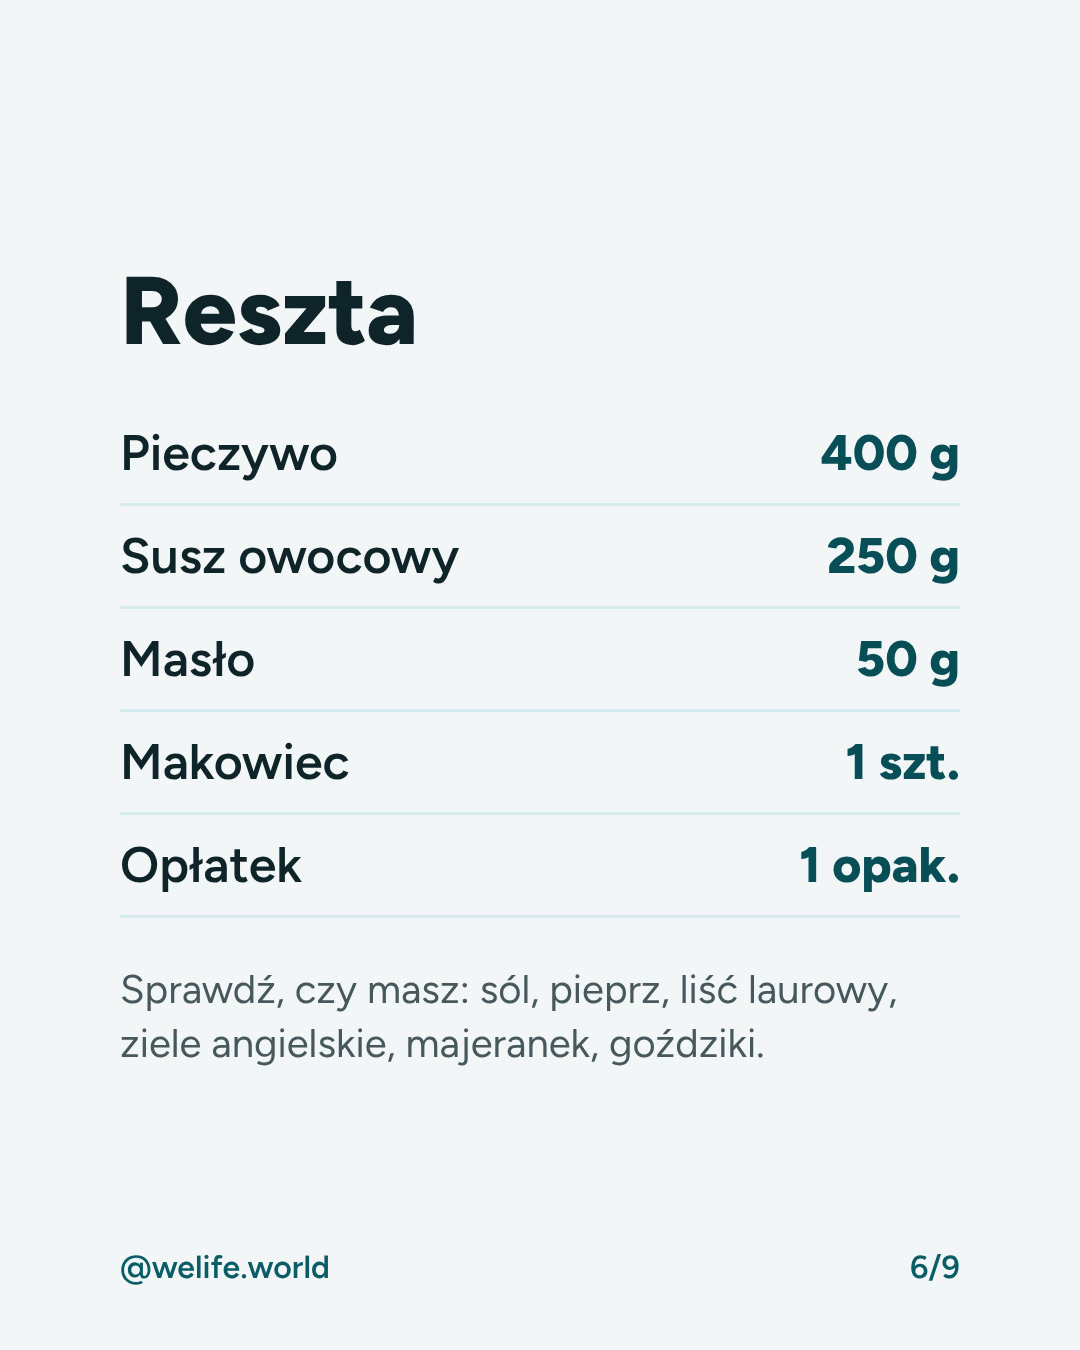 Reszta
Pieczywo 400 g
Susz owocowy 250 g
Masło 50 g
Makowiec 1 szt.
Opłatek 1 opak.
Sprawdź, czy masz: sól, pieprz, liść laurowy,
ziele angielskie, majeranek, goździki.
@welife.world 6/9